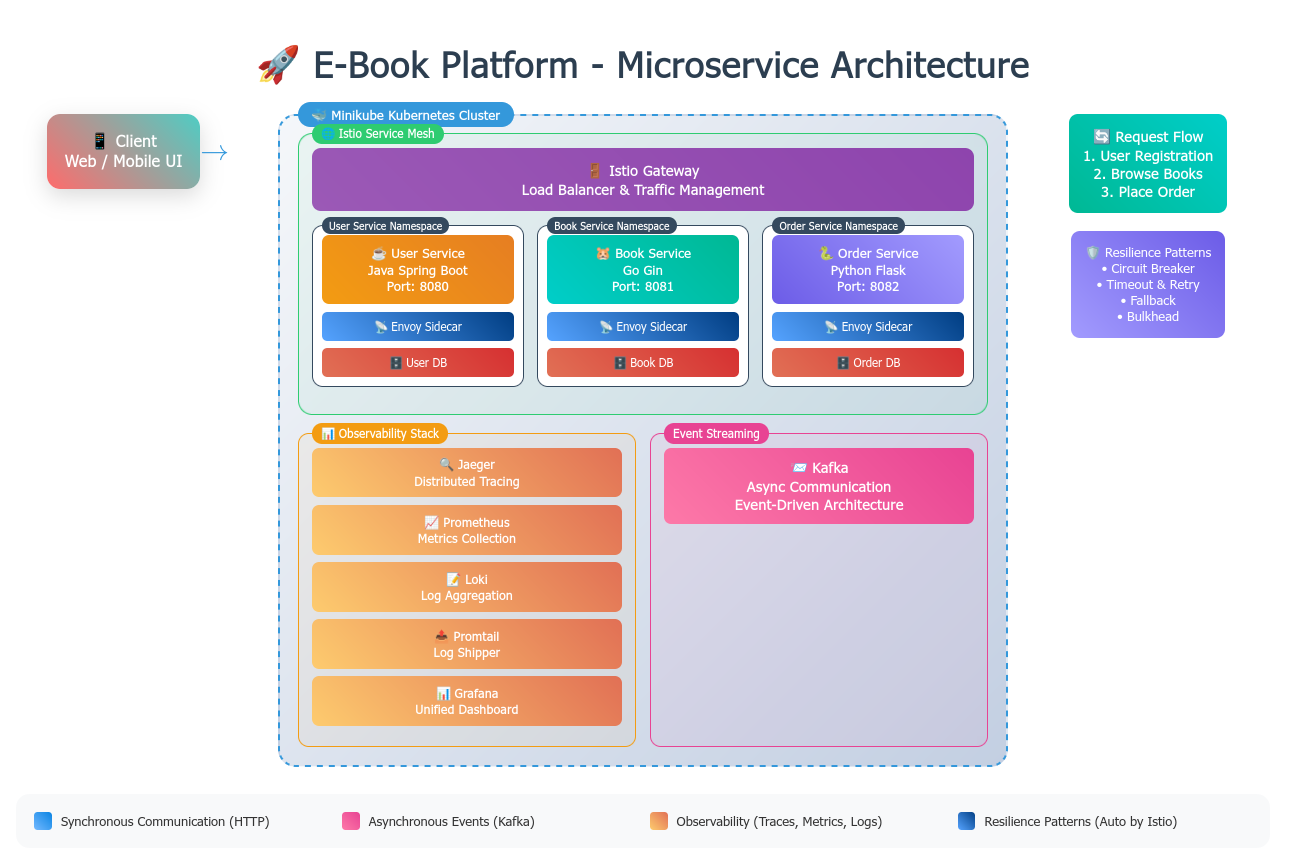 🚀 E-Book Platform - Microservice Architecture
📱 Client
Web / Mobile UI
→
🐳 Minikube Kubernetes Cluster
🌐 Istio Service Mesh
🚪 Istio Gateway
Load Balancer & Traffic Management
User Service Namespace
☕ User Service
Java Spring Boot
Port: 8080
📡 Envoy Sidecar
🗄️ User DB
Book Service Namespace
🐹 Book Service
Go Gin
Port: 8081
📡 Envoy Sidecar
🗄️ Book DB
Order Service Namespace
🐍 Order Service
Python Flask
Port: 8082
📡 Envoy Sidecar
🗄️ Order DB
📊 Observability Stack
🔍 Jaeger
Distributed Tracing
📈 Prometheus
Metrics Collection
📝 Loki
Log Aggregation
📤 Promtail
Log Shipper
📊 Grafana
Unified Dashboard
Event Streaming
📨 Kafka
Async Communication
Event-Driven Architecture
🔄 Request Flow
1. User Registration
2. Browse Books
3. Place Order
🛡️ Resilience Patterns
• Circuit Breaker
• Timeout & Retry
• Fallback
• Bulkhead
Synchronous Communication (HTTP)
Asynchronous Events (Kafka)
Observability (Traces, Metrics, Logs)
Resilience Patterns (Auto by Istio)